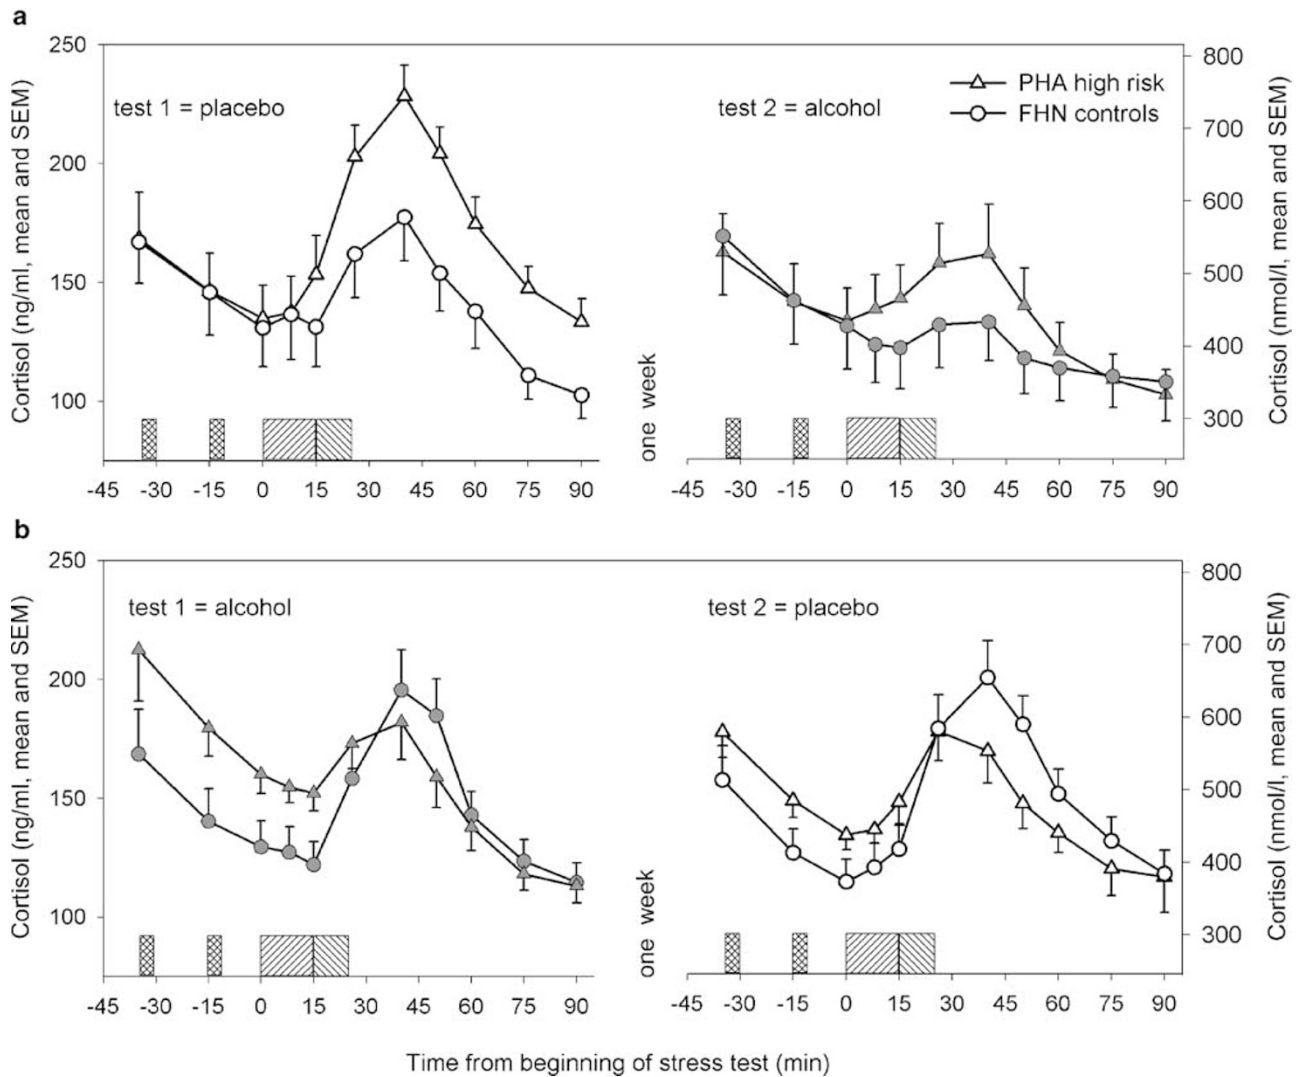 a
Cortisol (ng/ml, mean and SEM)
250
200
150
100
test 1 = placebo
-45 -30 -15 0 15 30 45 60 75 90
one week
test 2 = alcohol
PHA high risk
FHN controls
800
700
600
500
400
300
Cortisol (nmol/l, mean and SEM)
-45 -30 -15 0 15 30 45 60 75 90
b
Cortisol (ng/ml, mean and SEM)
250
200
150
100
test 1 = alcohol
-45 -30 -15 0 15 30 45 60 75 90
one week
test 2 = placebo
800
700
600
500
400
300
Cortisol (nmol/l, mean and SEM)
-45 -30 -15 0 15 30 45 60 75 90
Time from beginning of stress test (min)